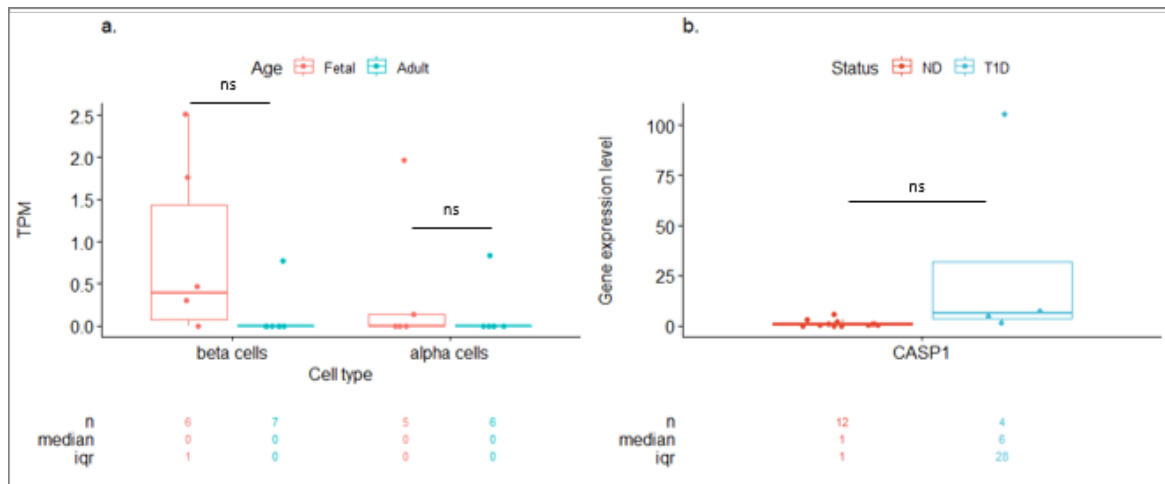 a.
Age Fetal Adult
ns
ns
2.5
2.0
1.5
1.0
0.5
0.0
TPM
beta cells alpha cells
Cell type
n 6 7 5 6
median 0 0 0 0
iqr 1 0 0 0
b.
Status ND T1D
ns
100
75
50
25
0
Gene expression level
CASP1
n 12 4
median 1 6
iqr 1 28